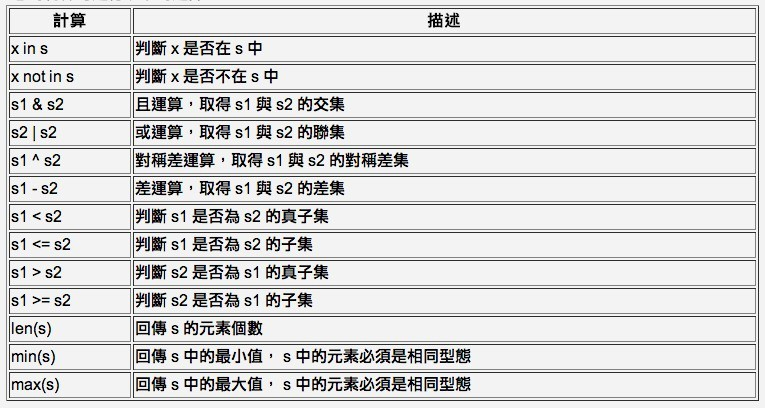 計算 描述
x in s 判斷 x 是否在 s 中
x not in s 判斷 x 是否不在 s 中
s1 & s2 且運算，取得 s1 與 s2 的交集
s2 | s2 或運算，取得 s1 與 s2 的聯集
s1 ^ s2 對稱差運算，取得 s1 與 s2 的對稱差集
s1 - s2 差運算，取得 s1 與 s2 的差集
s1 < s2 判斷 s1 是否為 s2 的真子集
s1 <= s2 判斷 s1 是否為 s2 的子集
s1 > s2 判斷 s2 是否為 s1 的真子集
s1 >= s2 判斷 s2 是否為 s1 的子集
len(s) 回傳 s 的元素個數
min(s) 回傳 s 中的最小值， s 中的元素必須是相同型態
max(s) 回傳 s 中的最大值， s 中的元素必須是相同型態